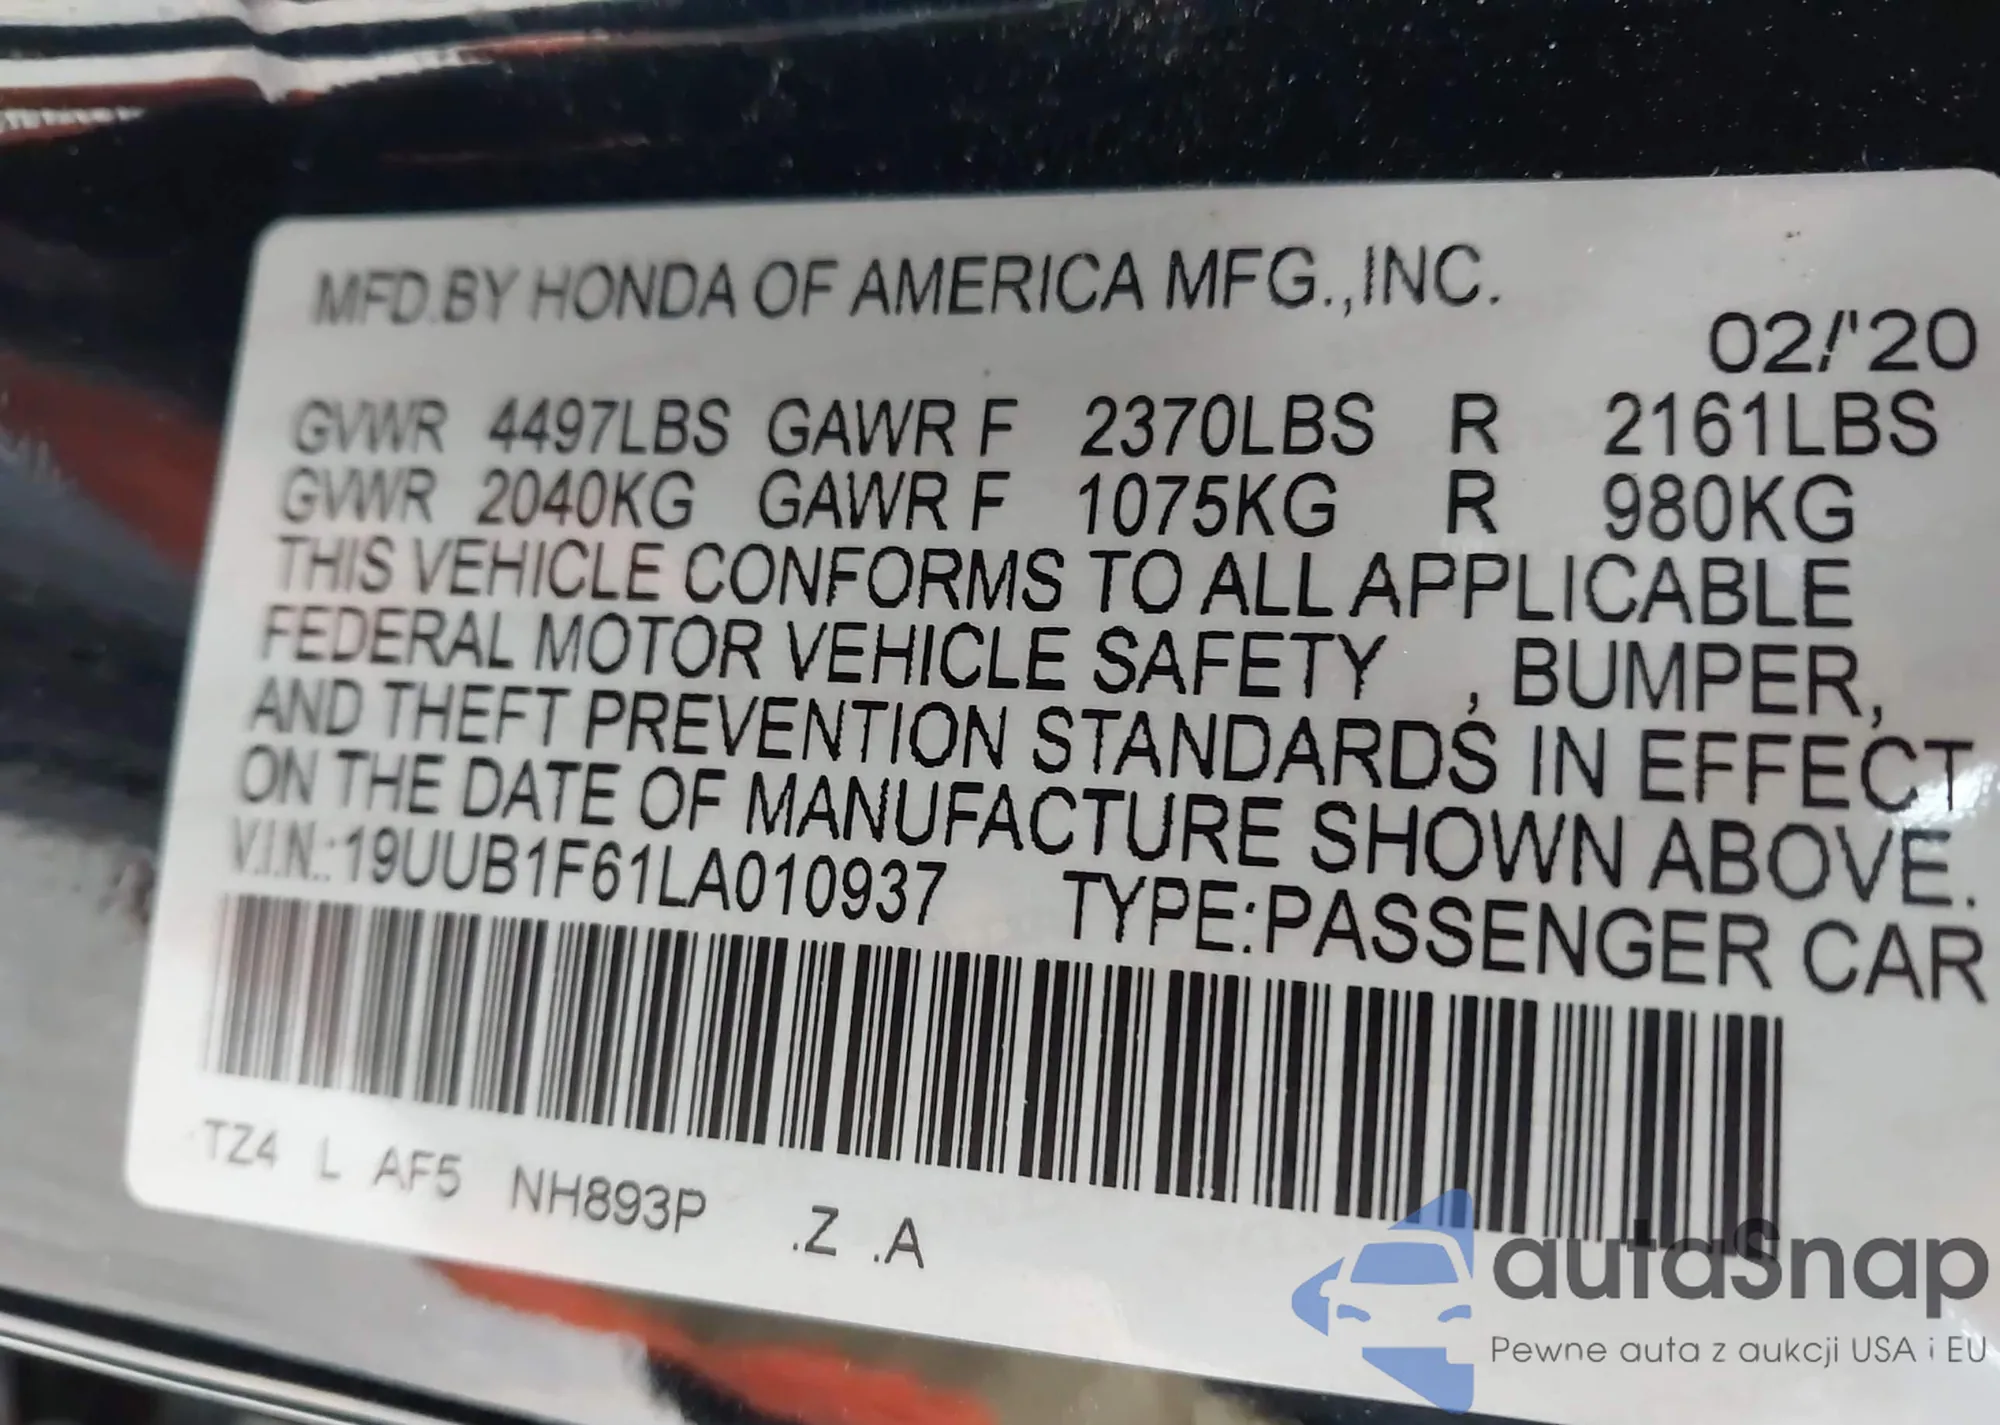 MFD.BY HONDA OF AMERICA MFG.,INC.
02/'20
GVWR 4497LBS GAWR F 2370LBS R 2161LBS
GVWR 2040KG GAWR F 1075KG R 980KG
THIS VEHICLE CONFORMS TO ALL APPLICABLE
FEDERAL MOTOR VEHICLE SAFETY , BUMPER,
AND THEFT PREVENTION STANDARDS IN EFFECT
ON THE DATE OF MANUFACTURE SHOWN ABOVE.
V.I.N.:19UUB1F61LA010937 TYPE:PASSENGER CAR
TZ4 L AF5 NH893P .Z .A
autaSnap
Pewne auta z aukcji USA i EU